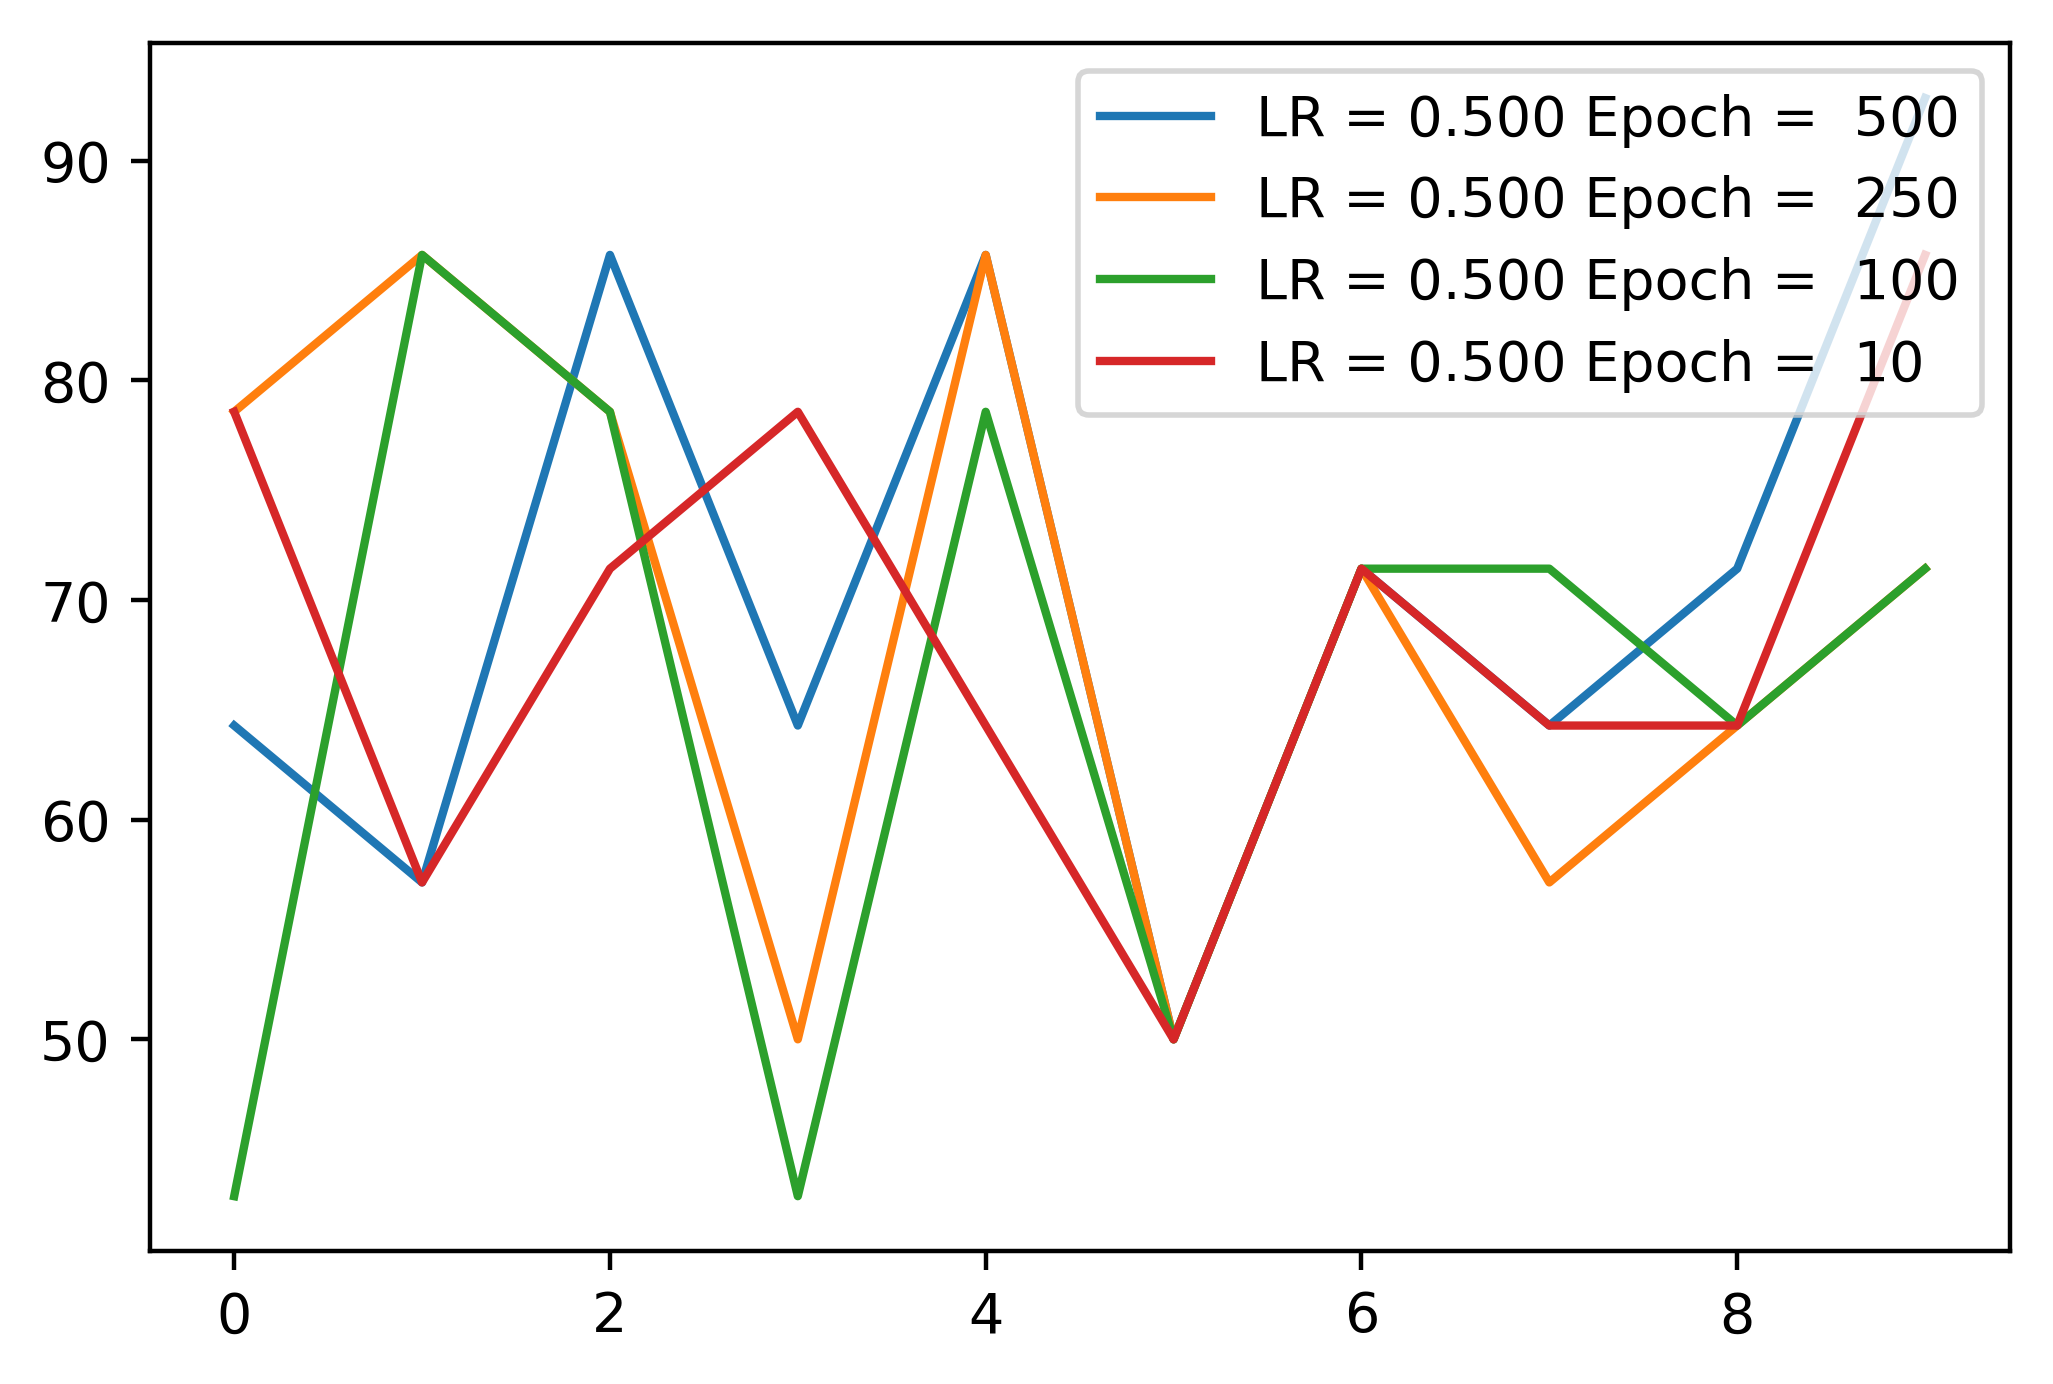 LR = 0.500 Epoch =  500
90
LR = 0.500 Epoch =  250
LR = 0.500 Epoch =  100
LR = 0.500 Epoch =  10
80
70
60
50
0 2 4 6 8